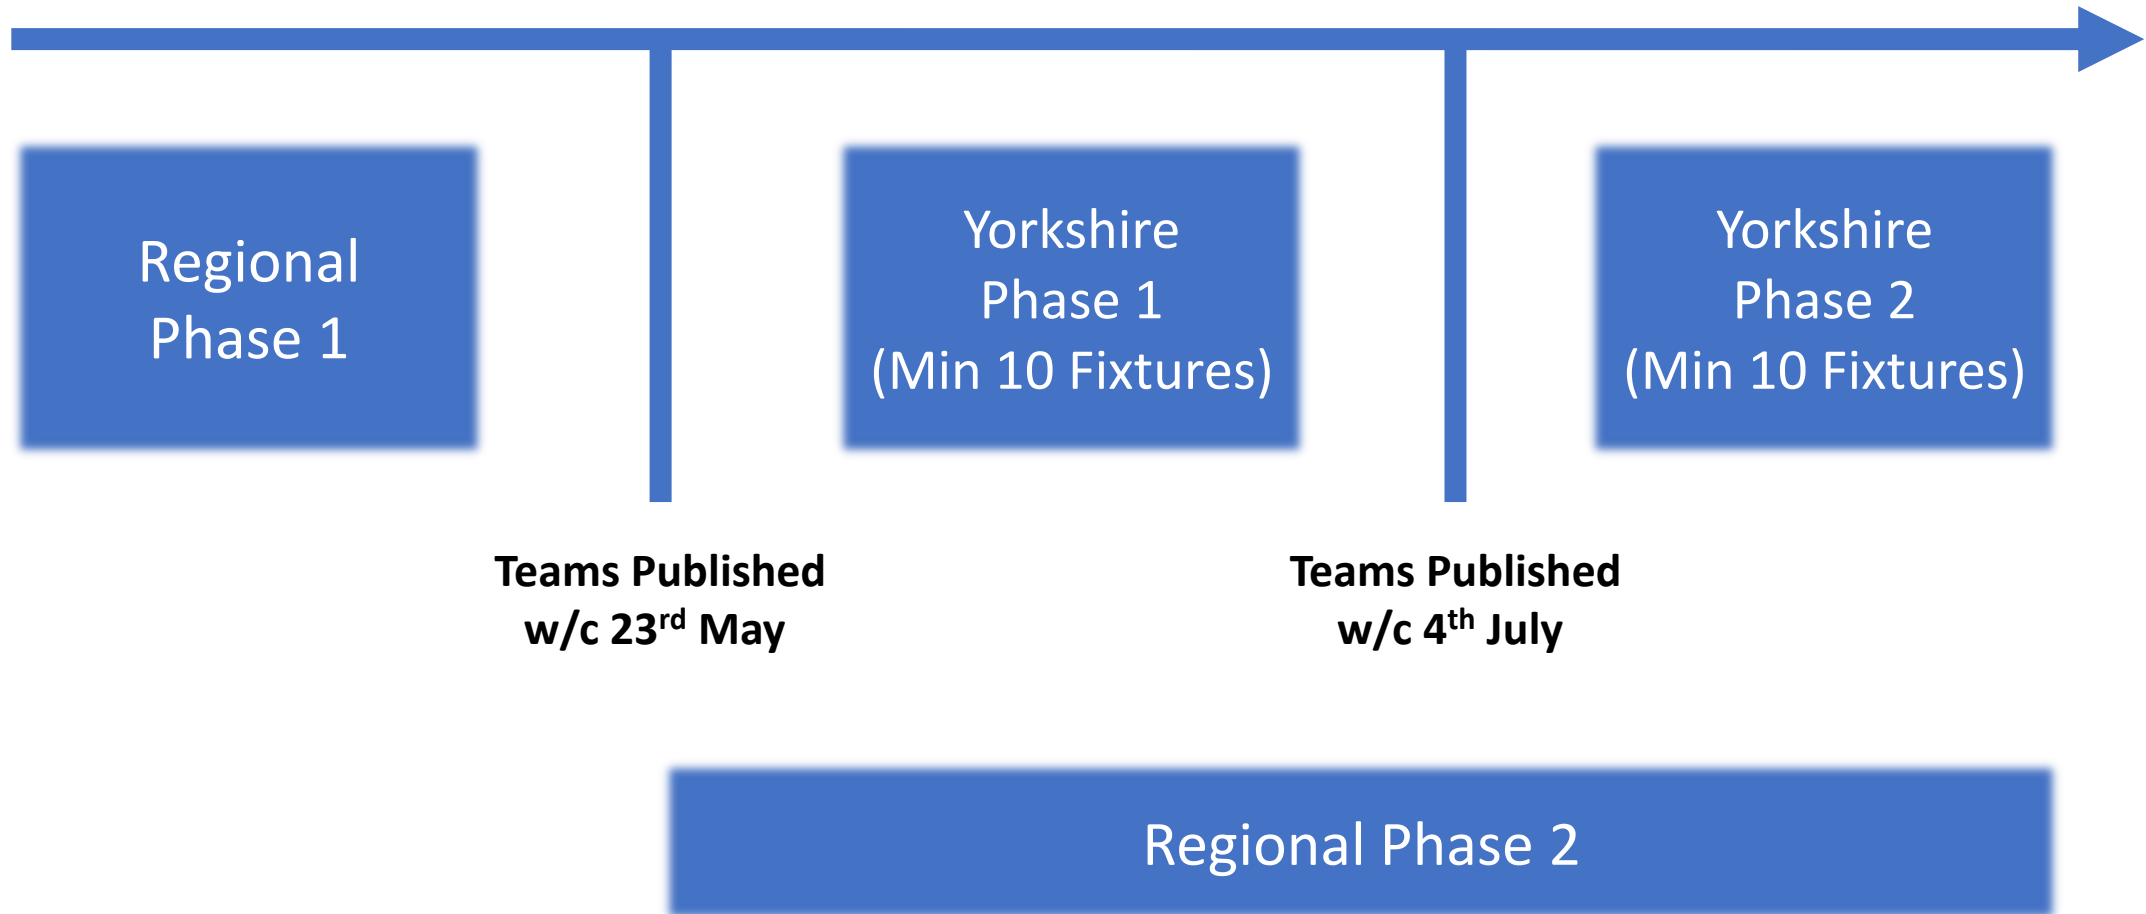 Regional
Phase 1
Yorkshire
Phase 1
(Min 10 Fixtures)
Yorkshire
Phase 2
(Min 10 Fixtures)
Teams Published
w/c 23rd May
Teams Published
w/c 4th July
Regional Phase 2